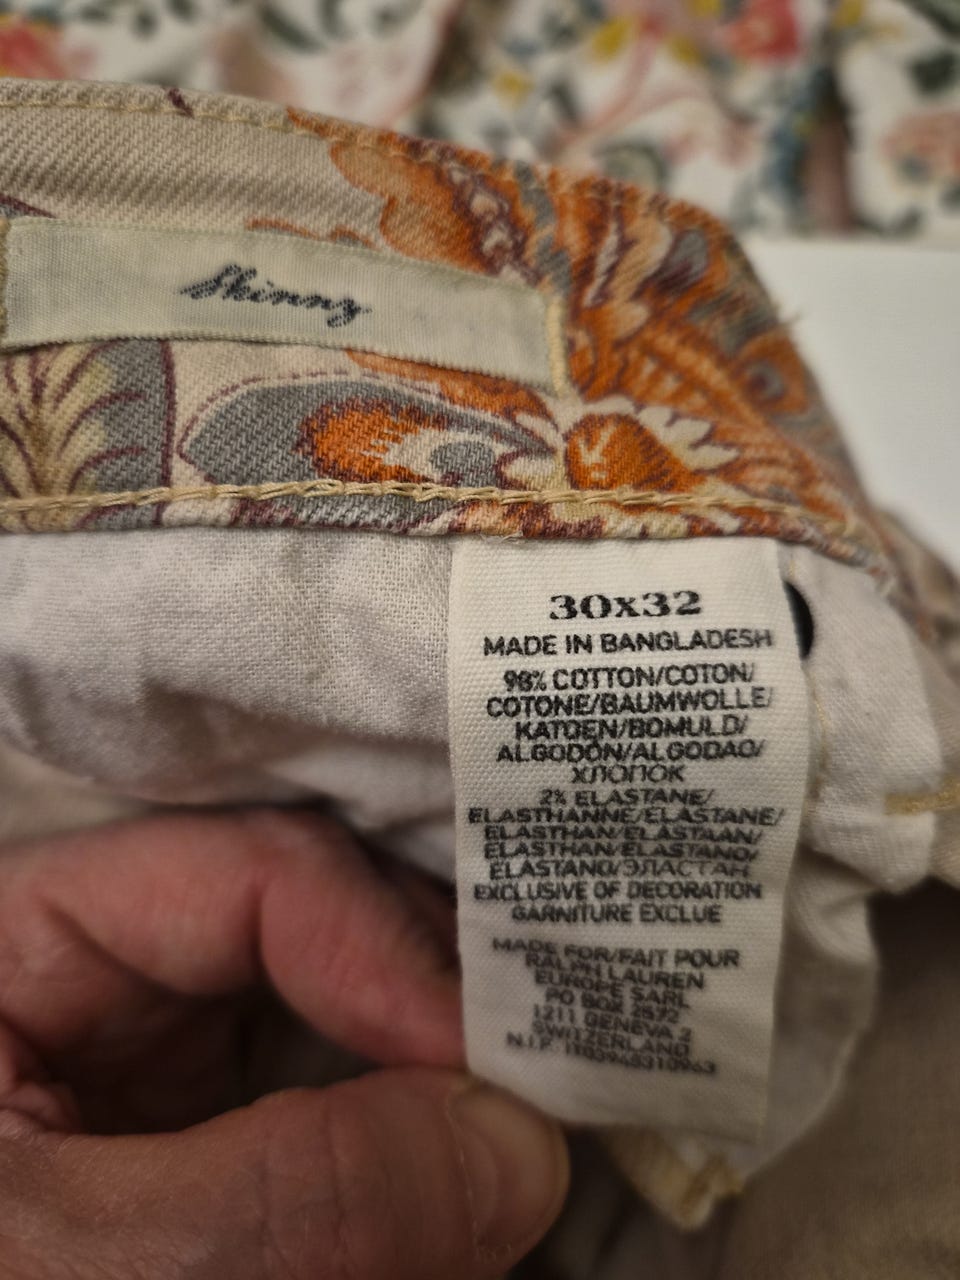 Skinny
30x32
MADE IN BANGLADESH
98% COTTON/COTON/
COTONE/BAUMWOLLE/
KATOEN/BOMULD/
ALGODÓN/ALGODAO/
ХЛОПОК
2% ELASTANE/
ELASTHANNE/ELASTANE/
ELASTHAN/ELASTAAN/
ELASTHAN/ELASTANO/
ELASTANO/ЭЛАСТАН
EXCLUSIVE OF DECORATION
GARNITURE EXCLUE
MADE FOR/FAIT POUR
RALPH LAUREN
EUROPE SARL
PO BOX 2572
1211 GENEVA 2
SWITZERLAND
N.I.F.